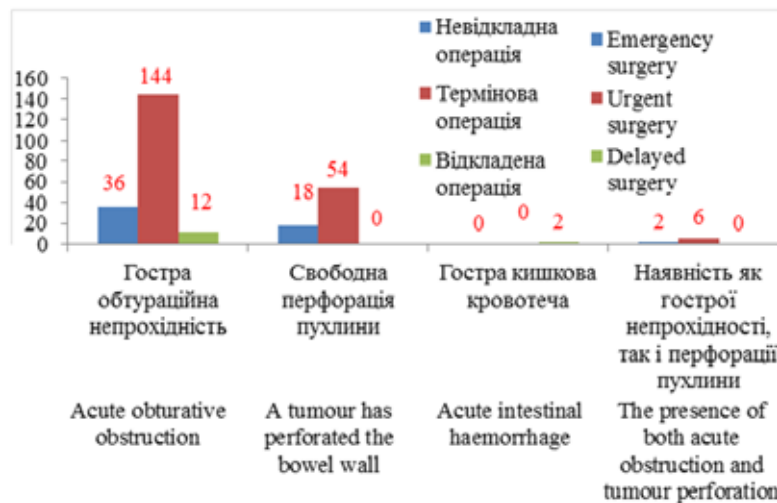 Невідкладна
операція
Термінова
операція
Відкладена
операція
Emergency
surgery
Urgent
surgery
Delayed
surgery
160
140
120
100
80
60
40
20
0
36
144
12
18
54
0
0
0
2
2
6
0
Гостра
обтураційна
непрохідність
Свободна
перфорація
пухлини
Гостра кишкова
кровотеча
Наявність як
гострої
непрохідності,
так і перфорації
пухлини
Acute obturative
obstruction
A tumour has
perforated the
bowel wall
Acute intestinal
haemorrhage
The presence of
both acute
obstruction and
tumour perforation